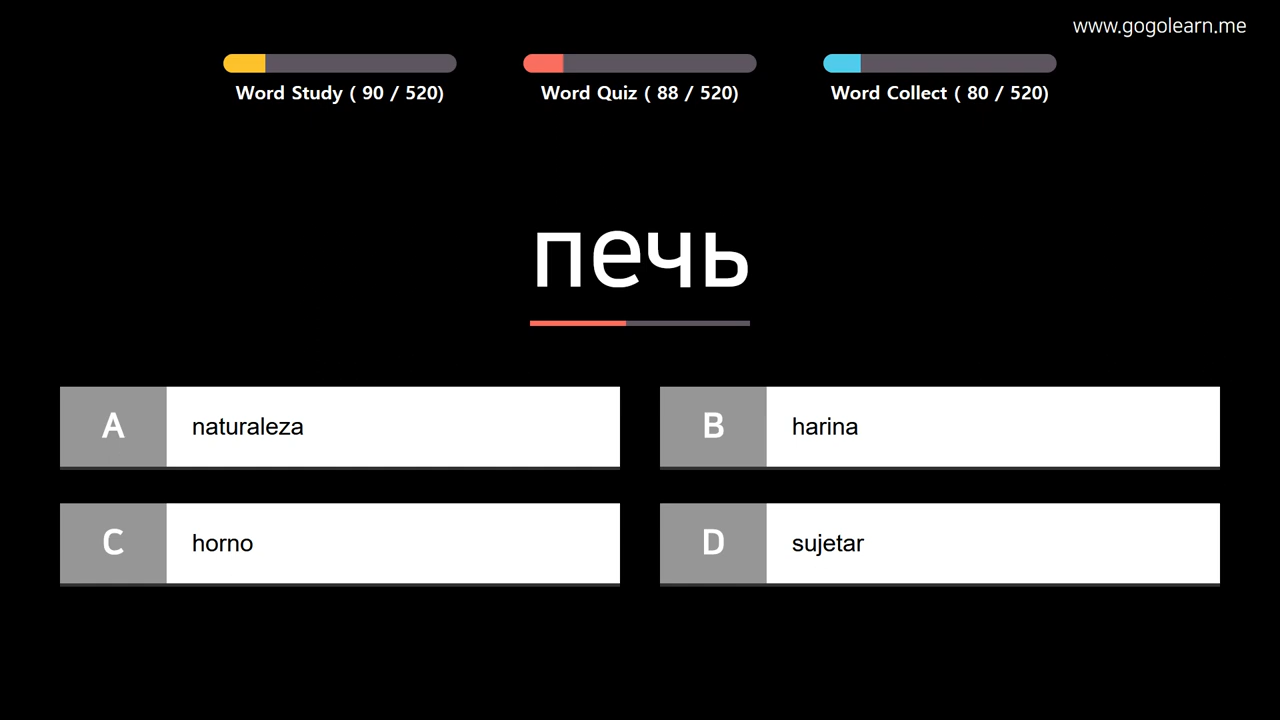 www.gogolearn.me
Word Study ( 90 / 520)
Word Quiz ( 88 / 520)
Word Collect ( 80 / 520)
печь
A
naturaleza
B
harina
C
horno
D
sujetar